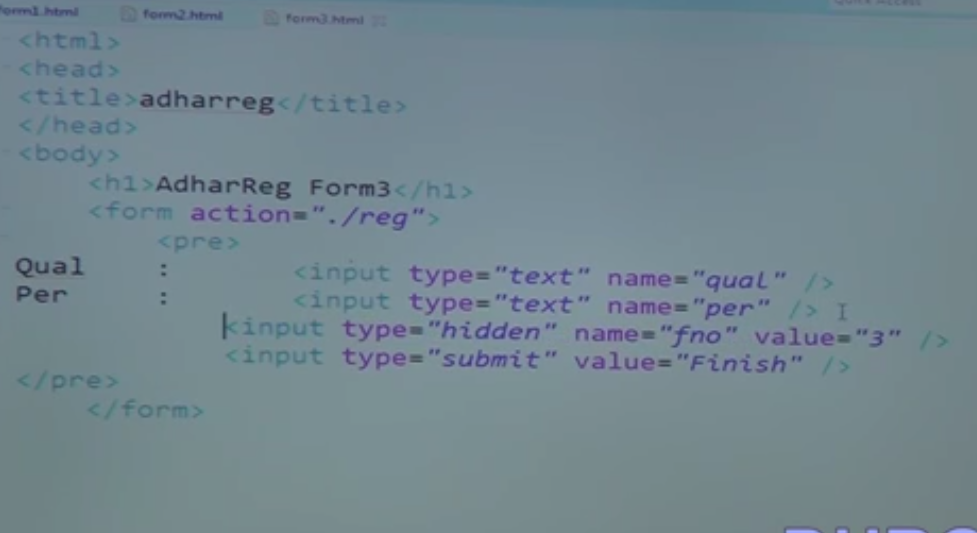 form1.html form2.html form3.html
Quick Access
<html>
<head>
<title>adharreg</title>
</head>
<body>
<h1>AdharReg Form3</h1>
<form action="./reg">
<pre>
Qual : <input type="text" name="qual" />
Per : <input type="text" name="per" />
<input type="hidden" name="fno" value="3" />
<input type="submit" value="Finish" />
</pre>
</form>